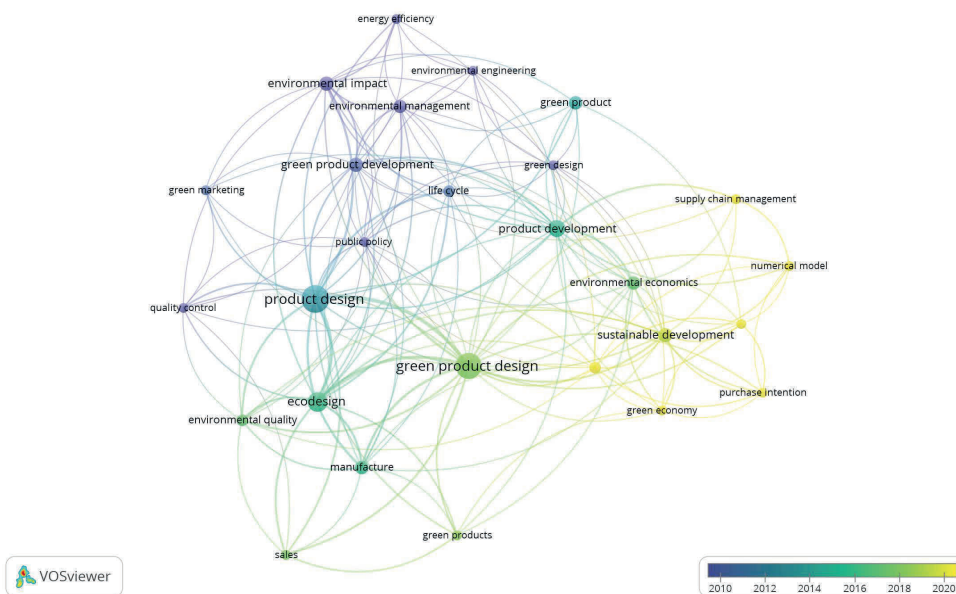 energy efficiency
environmental engineering
environmental impact
green product
environmental management
green product development
green design
green marketing
life cycle
supply chain management
product development
public policy
numerical model
environmental economics
product design
quality control
sustainable development
green product design
purchase intention
ecodesign
green economy
environmental quality
manufacture
green products
sales
VOSviewer
2010 2012 2014 2016 2018 2020